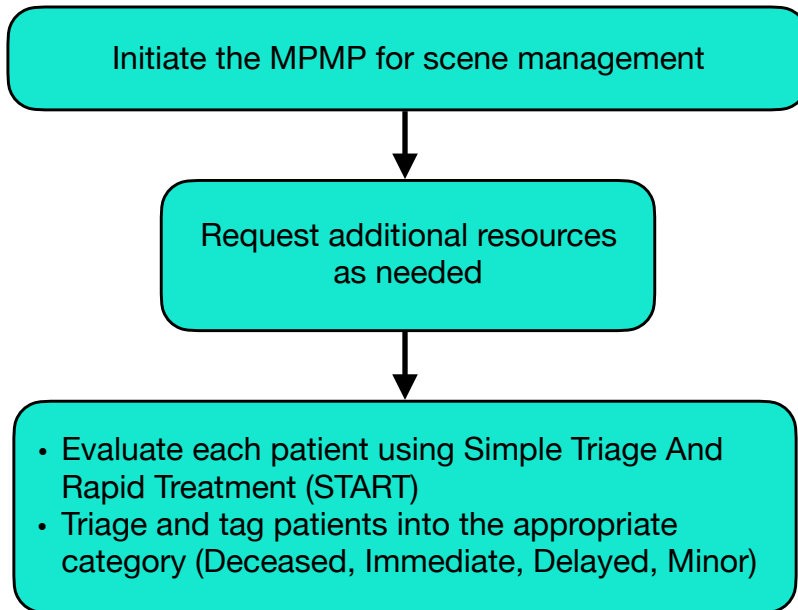 Initiate the MPMP for scene management
Request additional resources
as needed
• Evaluate each patient using Simple Triage And
Rapid Treatment (START)
• Triage and tag patients into the appropriate
category (Deceased, Immediate, Delayed, Minor)